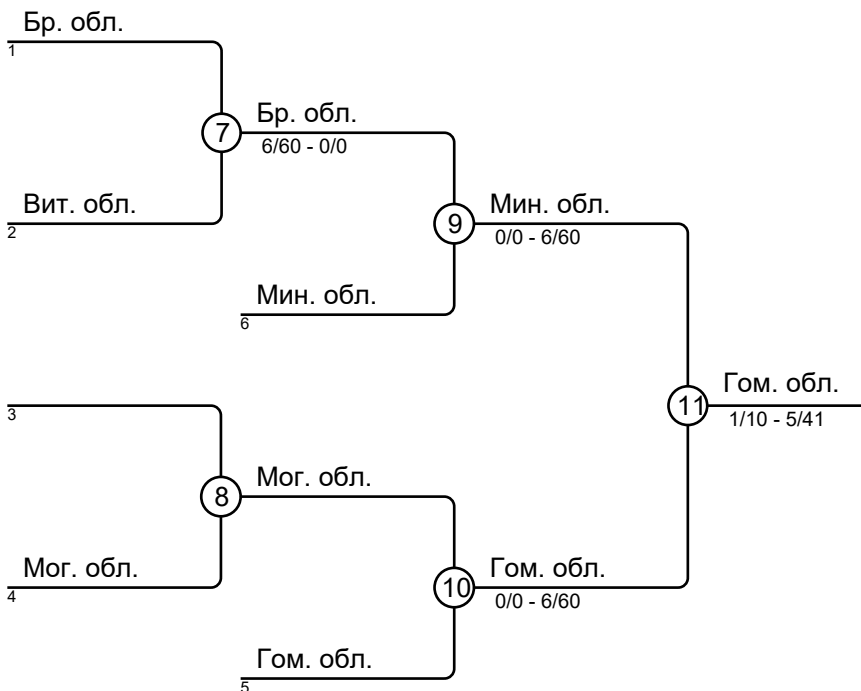 Бр. обл.
1
7
Бр. обл.
6/60 - 0/0
Вит. обл.
2
9
Мин. обл.
0/0 - 6/60
Мин. обл.
6
3
11
Гом. обл.
1/10 - 5/41
8
Мог. обл.
Мог. обл.
4
10
Гом. обл.
0/0 - 6/60
Гом. обл.
5